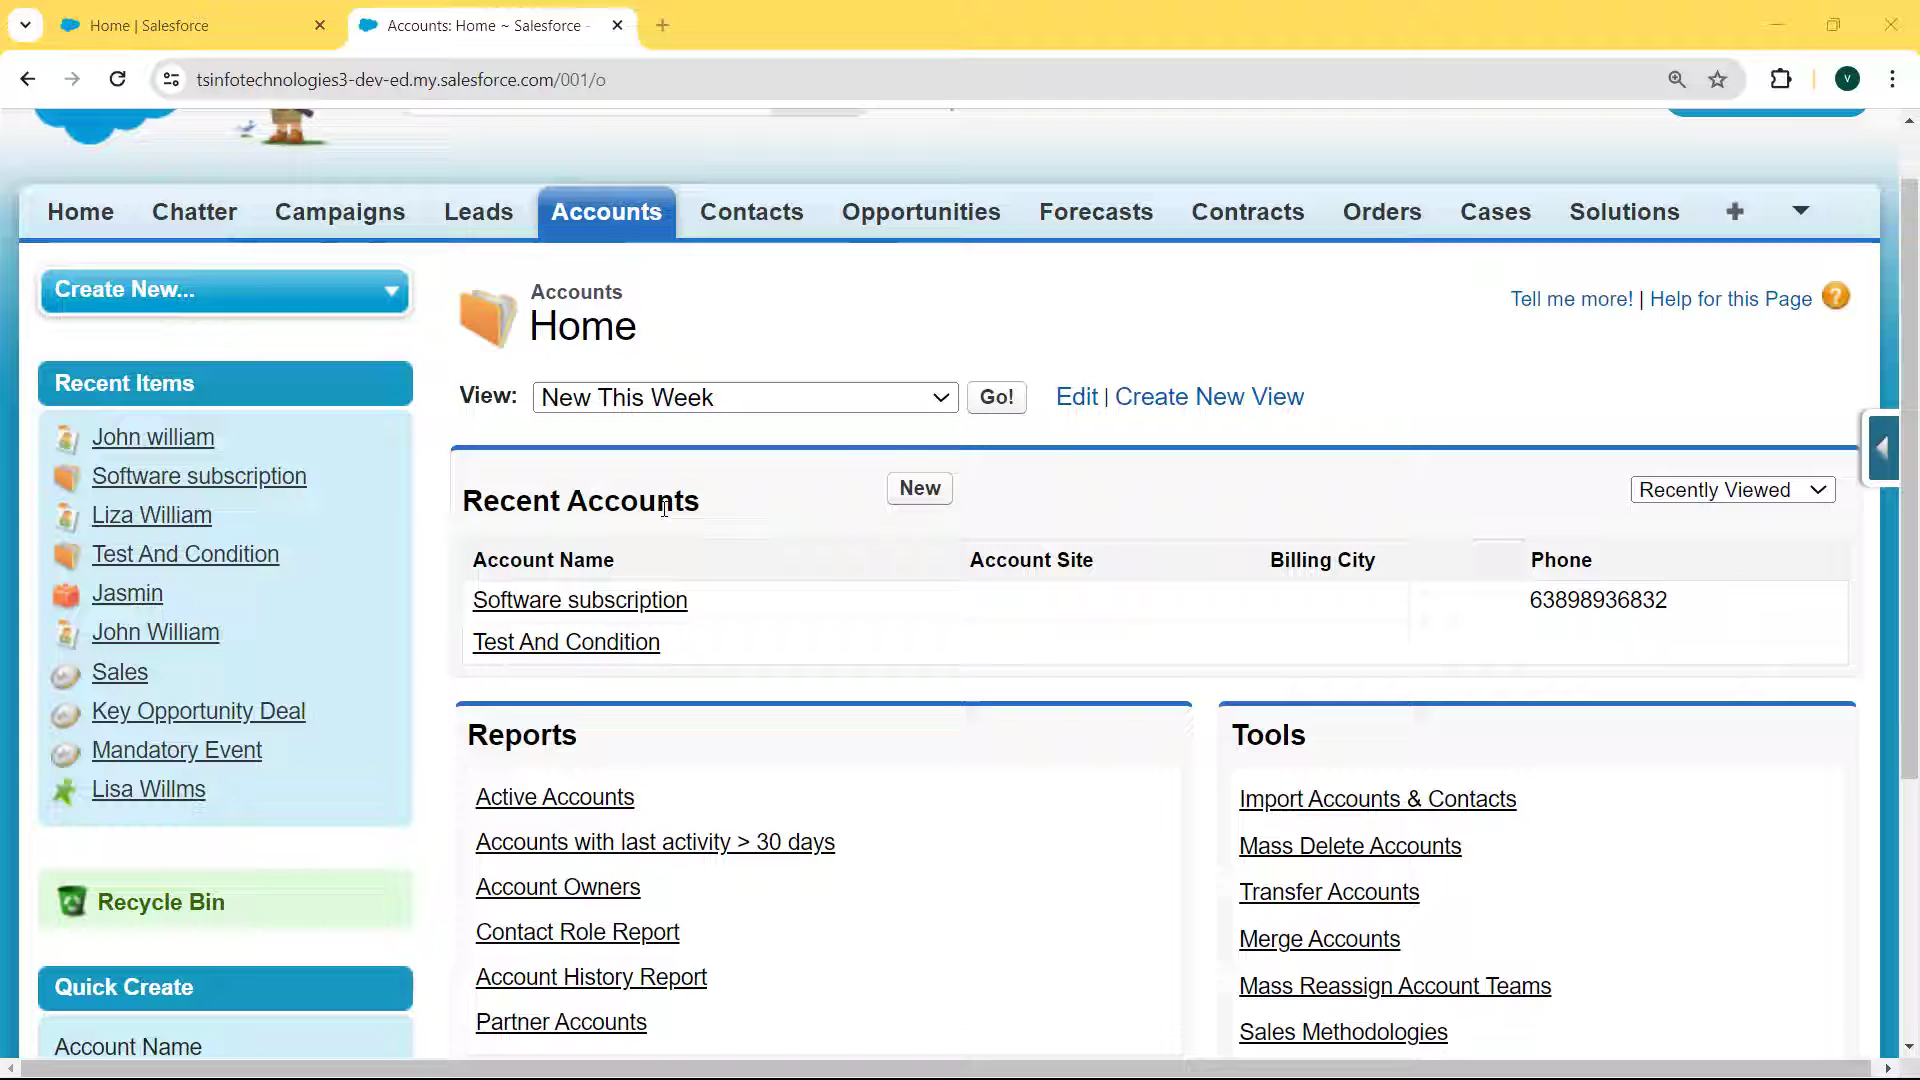 Home | Salesforce
Accounts: Home ~ Salesforce -
tsinfotechnologies3-dev-ed.my.salesforce.com/001/o
V
Home Chatter Campaigns Leads Accounts Contacts Opportunities Forecasts Contracts Orders Cases Solutions
Create New...
Recent Items
John william
Software subscription
Liza William
Test And Condition
Jasmin
John William
Sales
Key Opportunity Deal
Mandatory Event
Lisa Willms
Recycle Bin
Quick Create
Account Name
Accounts
Home
Tell me more! | Help for this Page ?
View: New This Week Go! Edit | Create New View
Recent Accounts New Recently Viewed
Account Name Account Site Billing City Phone
Software subscription 63898936832
Test And Condition
Reports
Active Accounts
Accounts with last activity > 30 days
Account Owners
Contact Role Report
Account History Report
Partner Accounts
Tools
Import Accounts & Contacts
Mass Delete Accounts
Transfer Accounts
Merge Accounts
Mass Reassign Account Teams
Sales Methodologies